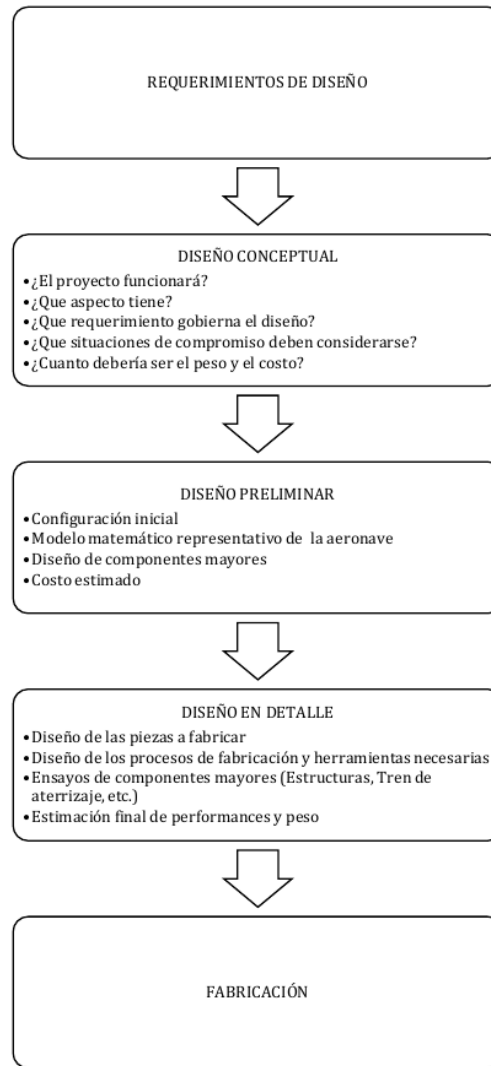 REQUERIMIENTOS DE DISEÑO
DISEÑO CONCEPTUAL
•¿El proyecto funcionará?
•¿Que aspecto tiene?
•¿Que requerimiento gobierna el diseño?
•¿Que situaciones de compromiso deben considerarse?
•¿Cuanto debería ser el peso y el costo?
DISEÑO PRELIMINAR
•Configuración inicial
•Modelo matemático representativo de la aeronave
•Diseño de componentes mayores
•Costo estimado
DISEÑO EN DETALLE
•Diseño de las piezas a fabricar
•Diseño de los procesos de fabricación y herramientas necesarias
•Ensayos de componentes mayores (Estructuras, Tren de
aterrizaje, etc.)
•Estimación final de performances y peso
FABRICACIÓN